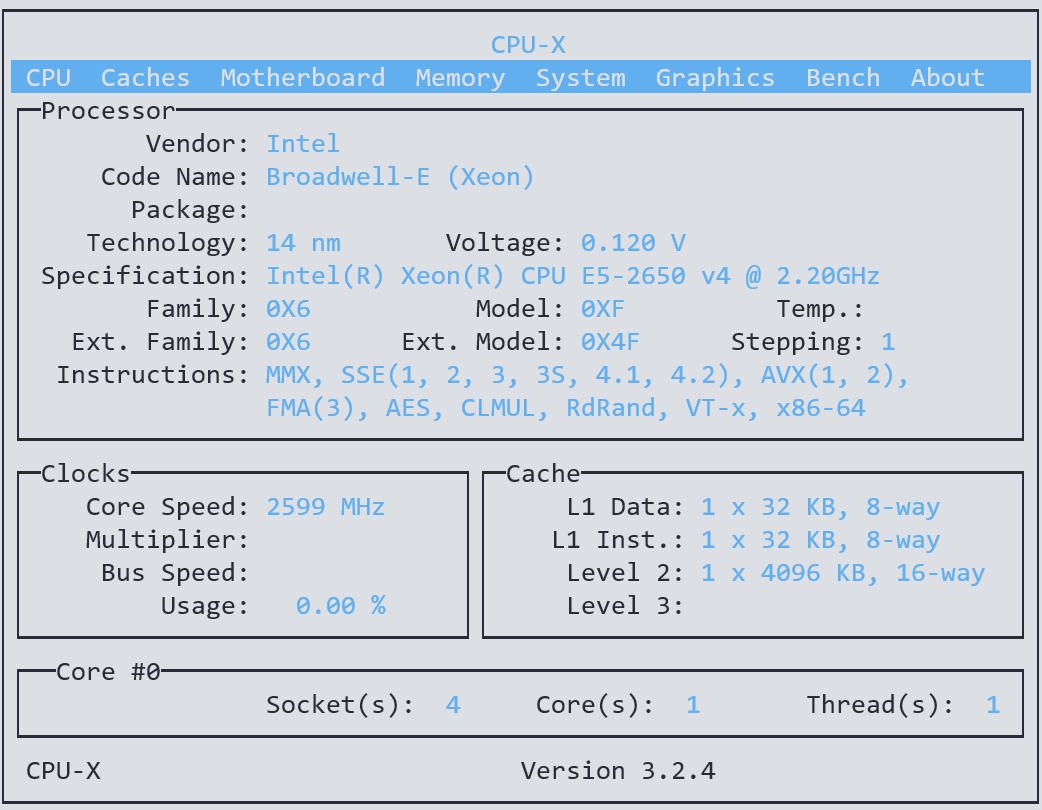 CPU-X
CPU Caches Motherboard Memory System Graphics Bench About
Processor
Vendor: Intel
Code Name: Broadwell-E (Xeon)
Package:
Technology: 14 nm Voltage: 0.120 V
Specification: Intel(R) Xeon(R) CPU E5-2650 v4 @ 2.20GHz
Family: 0X6 Model: 0XF Temp.:
Ext. Family: 0X6 Ext. Model: 0X4F Stepping: 1
Instructions: MMX, SSE(1, 2, 3, 3S, 4.1, 4.2), AVX(1, 2),
FMA(3), AES, CLMUL, RdRand, VT-x, x86-64
Clocks
Core Speed: 2599 MHz
Multiplier:
Bus Speed:
Usage: 0.00 %
Cache
L1 Data: 1 x 32 KB, 8-way
L1 Inst.: 1 x 32 KB, 8-way
Level 2: 1 x 4096 KB, 16-way
Level 3:
Core #0
Socket(s): 4 Core(s): 1 Thread(s): 1
CPU-X Version 3.2.4